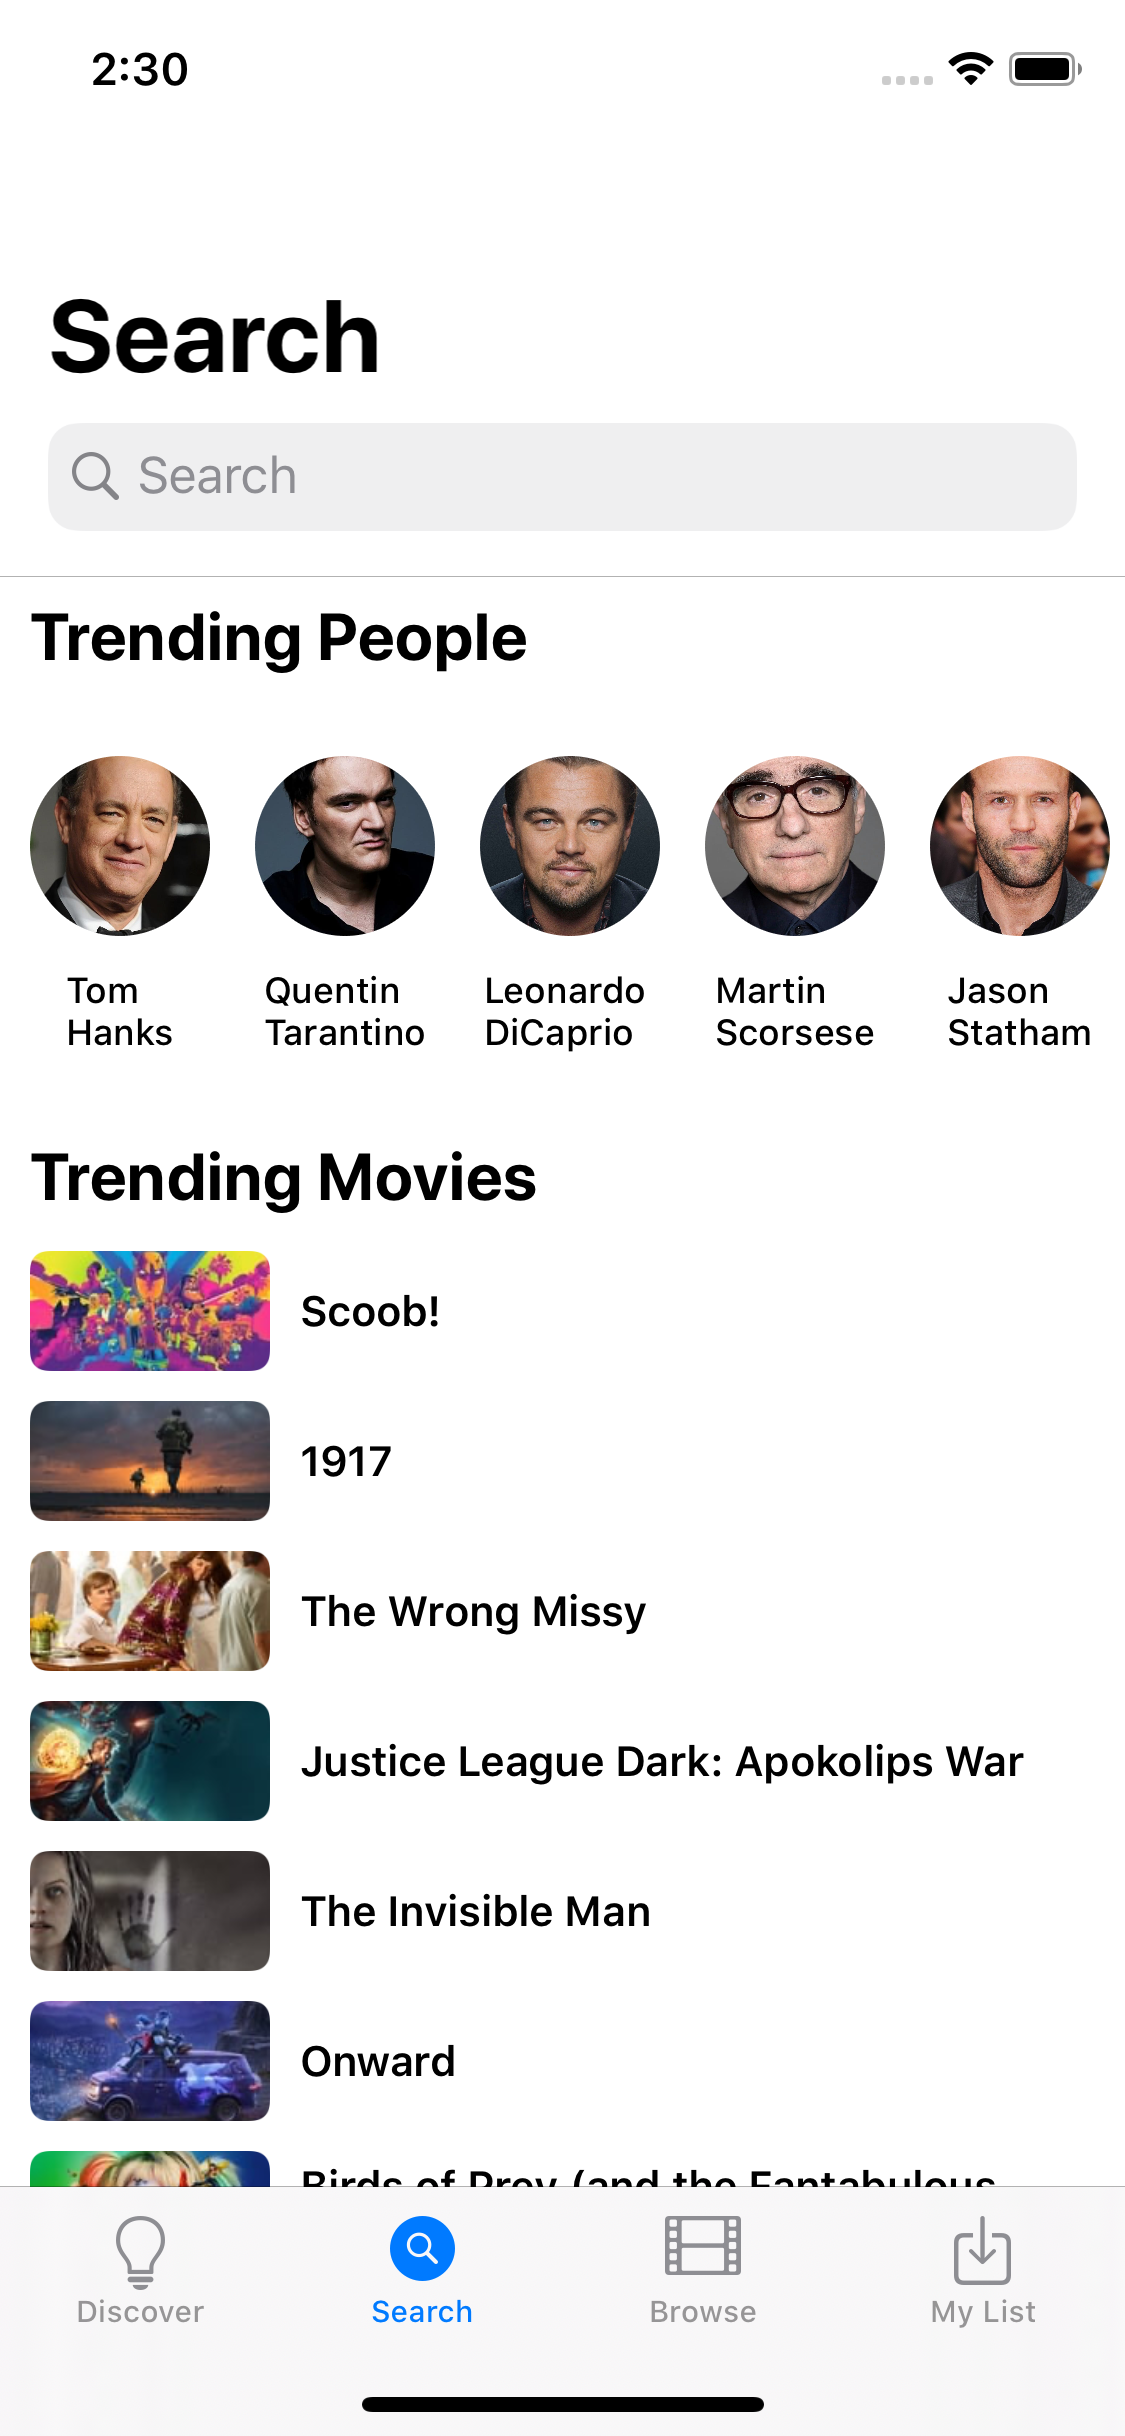 2:30
Search
Search
Trending People
Tom
Hanks
Quentin
Tarantino
Leonardo
DiCaprio
Martin
Scorsese
Jason
Statham
Trending Movies
Scoob!
1917
The Wrong Missy
Justice League Dark: Apokolips War
The Invisible Man
Onward
Birds of Prey (and the Fantabulous
Discover
Search
Browse
My List